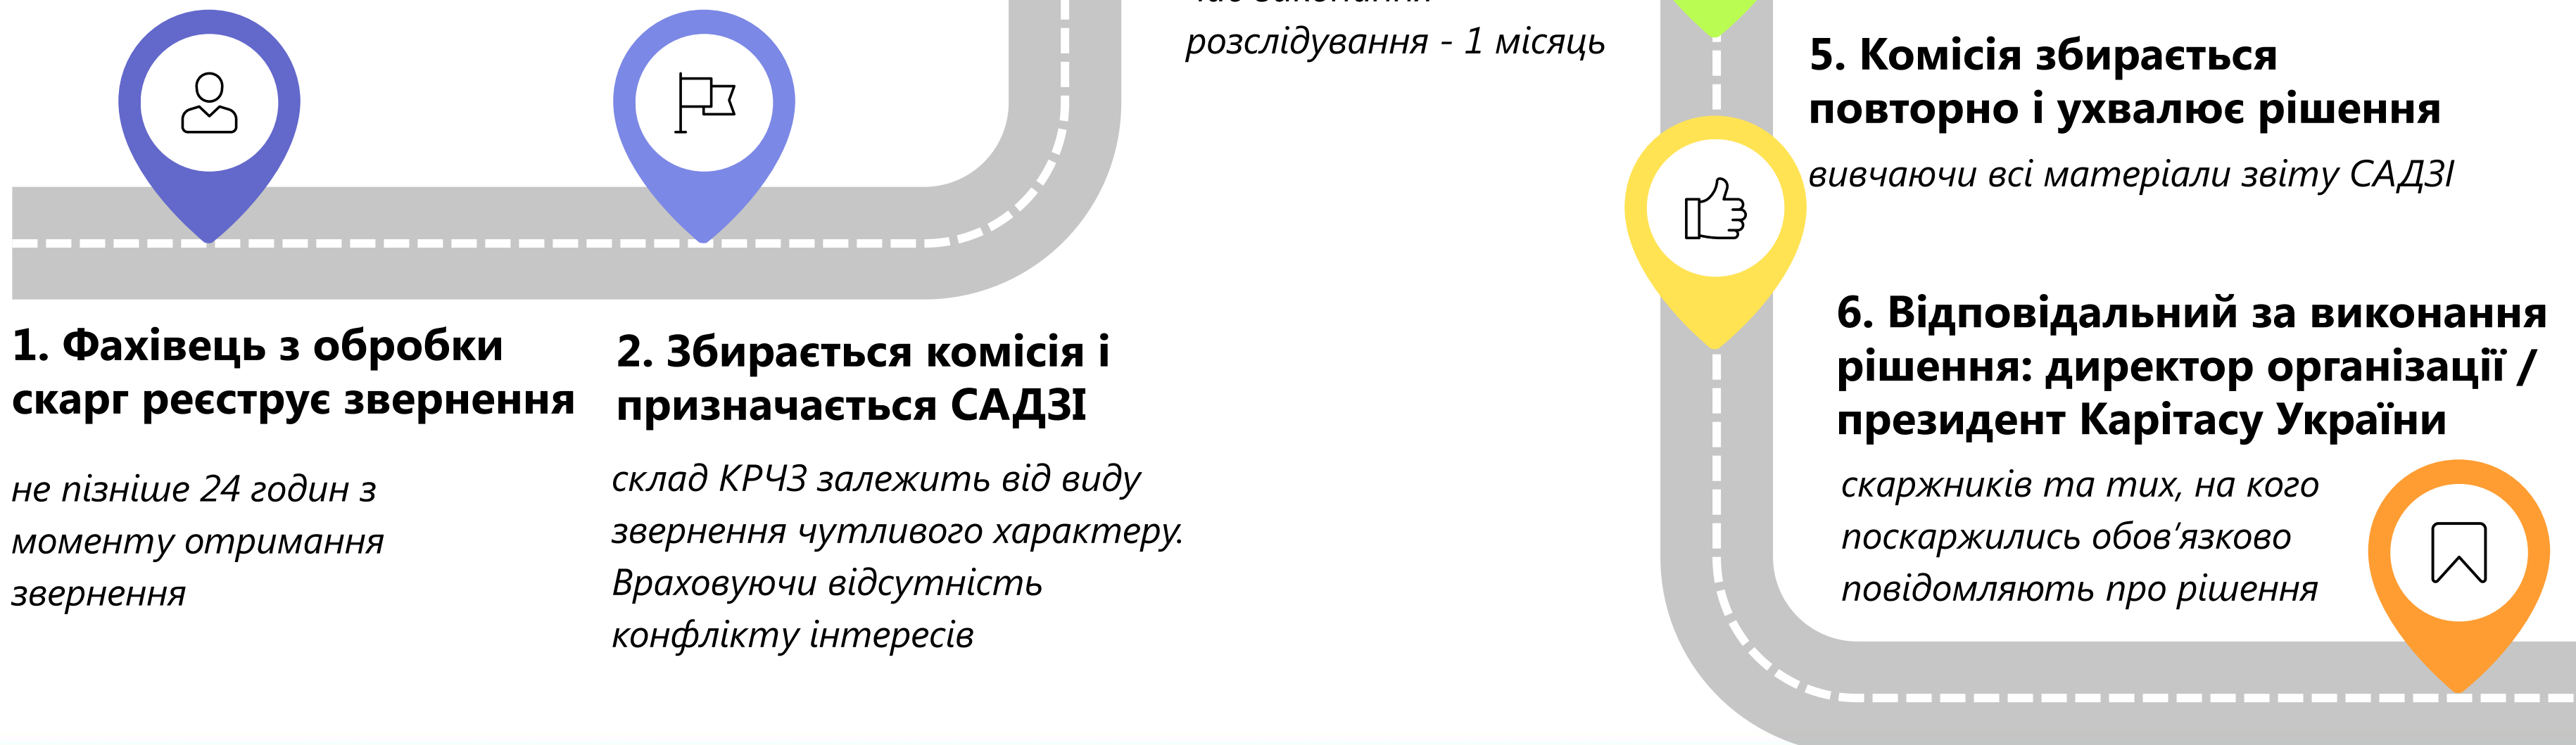 1. Фахівець з обробки
скарг реєструє звернення
не пізніше 24 годин з
моменту отримання
звернення
2. Збирається комісія і
призначається САДЗІ
склад КРЧЗ залежить від виду
звернення чутливого характеру.
Враховуючи відсутність
конфлікту інтересів
розслідування - 1 місяць
5. Комісія збирається
повторно і ухвалює рішення
вивчаючи всі матеріали звіту САДЗІ
6. Відповідальний за виконання
рішення: директор організації /
президент Карітасу України
скаржників та тих, на кого
поскаржились обов’язково
повідомляють про рішення